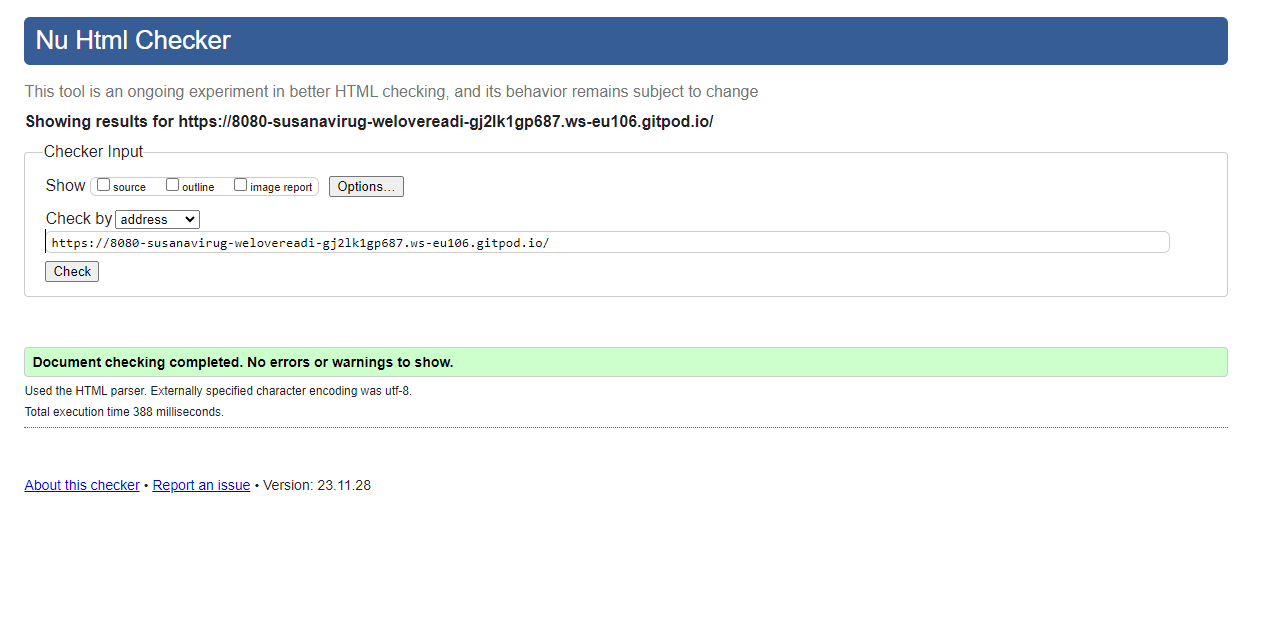 Nu Html Checker
This tool is an ongoing experiment in better HTML checking, and its behavior remains subject to change
Showing results for https://8080-susanavirug-welovereadi-gj2lk1gp687.ws-eu106.gitpod.io/
Checker Input
Show source outline image report Options...
Check by address
https://8080-susanavirug-welovereadi-gj2lk1gp687.ws-eu106.gitpod.io/
Check
Document checking completed. No errors or warnings to show.
Used the HTML parser. Externally specified character encoding was utf-8.
Total execution time 388 milliseconds.
About this checker • Report an issue • Version: 23.11.28